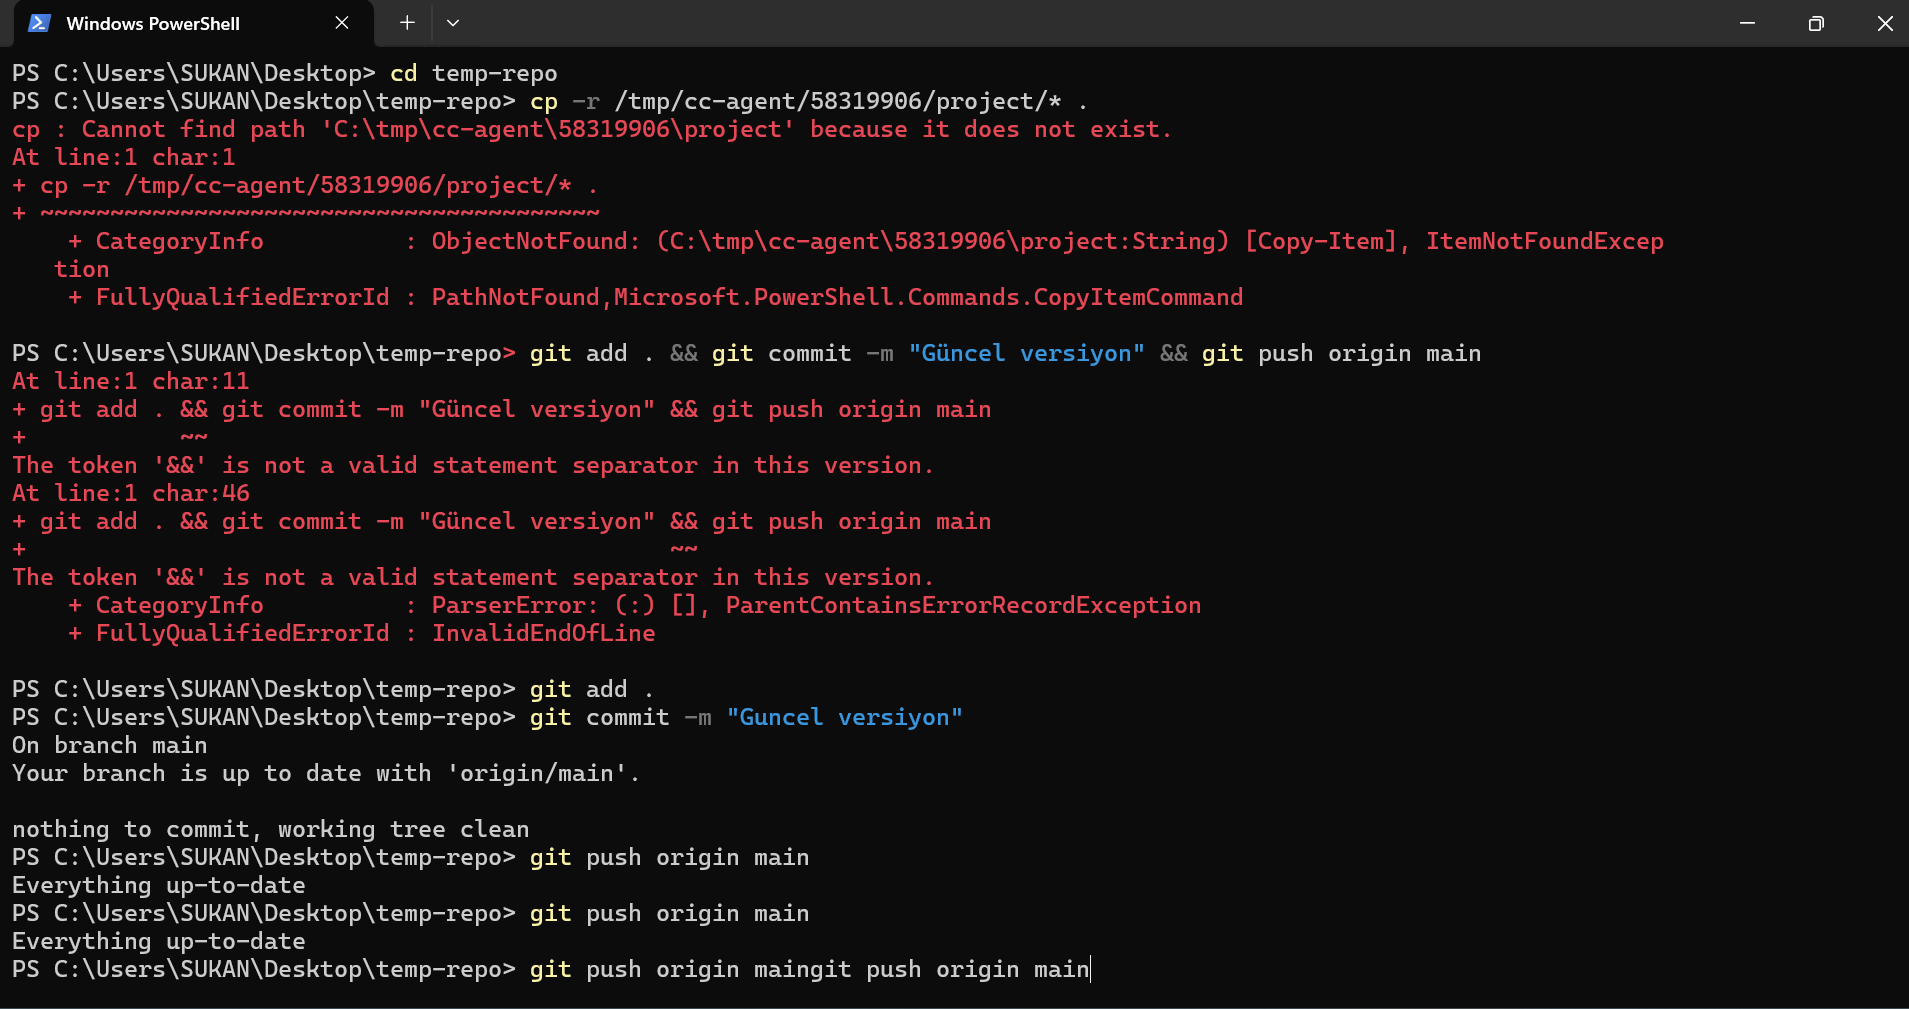 Windows PowerShell
PS C:\Users\SUKAN\Desktop> cd temp-repo
PS C:\Users\SUKAN\Desktop\temp-repo> cp -r /tmp/cc-agent/58319906/project/* .
cp : Cannot find path 'C:\tmp\cc-agent\58319906\project' because it does not exist.
At line:1 char:1
+ cp -r /tmp/cc-agent/58319906/project/* .
+ ~~~~~~~~~~~~~~~~~~~~~~~~~~~~~~~~~~~~~~~~
    + CategoryInfo          : ObjectNotFound: (C:\tmp\cc-agent\58319906\project:String) [Copy-Item], ItemNotFoundExcep
   tion
    + FullyQualifiedErrorId : PathNotFound,Microsoft.PowerShell.Commands.CopyItemCommand
PS C:\Users\SUKAN\Desktop\temp-repo> git add . && git commit -m "Güncel versiyon" && git push origin main
At line:1 char:11
+ git add . && git commit -m "Güncel versiyon" && git push origin main
+           ~~
The token '&&' is not a valid statement separator in this version.
At line:1 char:46
+ git add . && git commit -m "Güncel versiyon" && git push origin main
+                                              ~~
The token '&&' is not a valid statement separator in this version.
    + CategoryInfo          : ParserError: (:) [], ParentContainsErrorRecordException
    + FullyQualifiedErrorId : InvalidEndOfLine
PS C:\Users\SUKAN\Desktop\temp-repo> git add .
PS C:\Users\SUKAN\Desktop\temp-repo> git commit -m "Guncel versiyon"
On branch main
Your branch is up to date with 'origin/main'.
nothing to commit, working tree clean
PS C:\Users\SUKAN\Desktop\temp-repo> git push origin main
Everything up-to-date
PS C:\Users\SUKAN\Desktop\temp-repo> git push origin main
Everything up-to-date
PS C:\Users\SUKAN\Desktop\temp-repo> git push origin maingit push origin main